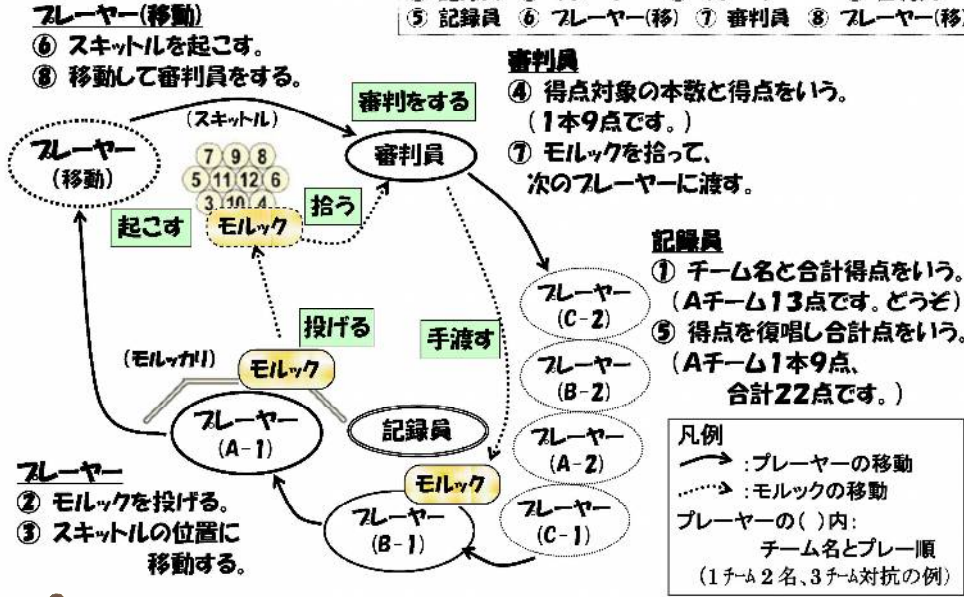 プレーヤー(移動)
⑥ スキットルを起こす。
⑧ 移動して審判員をする。
⑤ 記録員 ⑥ プレーヤー(移) ⑦ 審判員 ⑧ プレーヤー(移)
審判員
④ 得点対象の本数と得点をいう。
(1本9点です。)
⑦ モルックを拾って、
次のプレーヤーに渡す。
審判をする
(スキットル)
プレーヤー
(移動)
審判員
7 9 8
5 11 12 6
3 10 4
起こす
モルック
拾う
記録員
① チーム名と合計得点をいう。
(Aチーム13点です。どうぞ)
⑤ 得点を復唱し合計点をいう。
(Aチーム1本9点、
合計22点です。)
プレーヤー
(C-2)
投げる
手渡す
(モルッカリ)
モルック
プレーヤー
(B-2)
プレーヤー
(A-1)
記録員
プレーヤー
(A-2)
モルック
プレーヤー
(B-1)
プレーヤー
(C-1)
プレーヤー
② モルックを投げる。
③ スキットルの位置に
移動する。
凡例
:プレーヤーの移動
:モルックの移動
プレーヤーの( )内:
チーム名とプレー順
(1チーム2名、3チーム対抗の例)